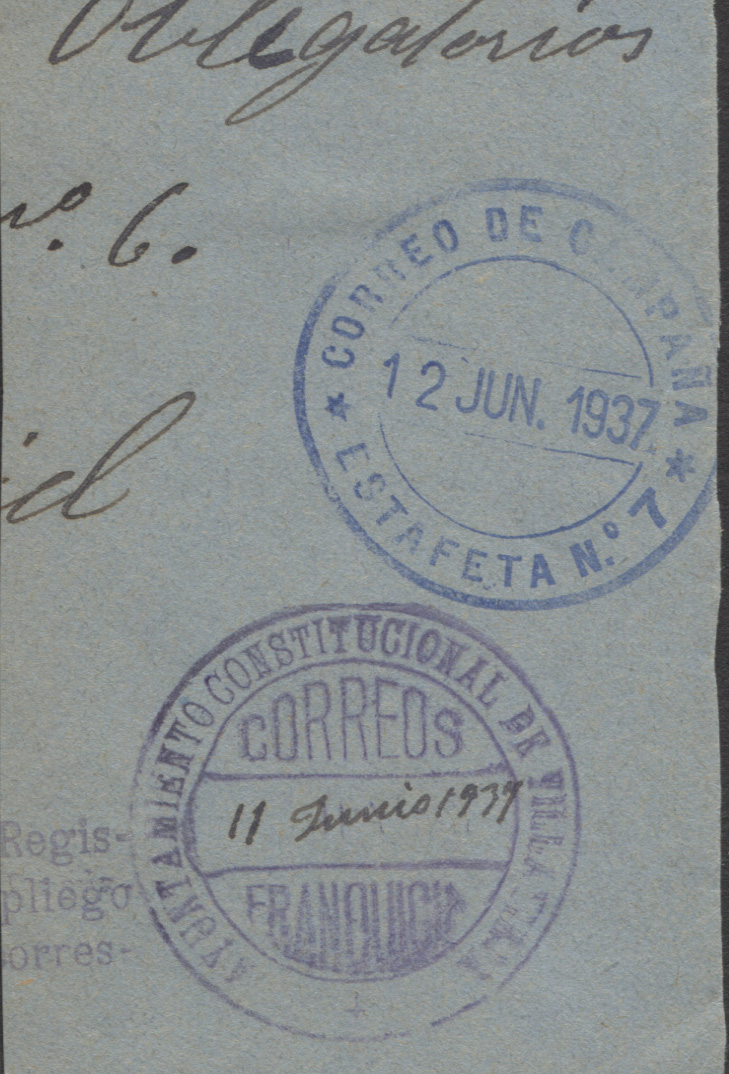 Obligatorios
nº. 6.
CORREO DE CAMPAÑA
12 JUN. 1937
ESTAFETA N.º 7
AYUNTAMIENTO CONSTITUCIONAL DE
CORREOS
11 Junio 1937
FRANQUICIA
Regis-
pliego
corres-